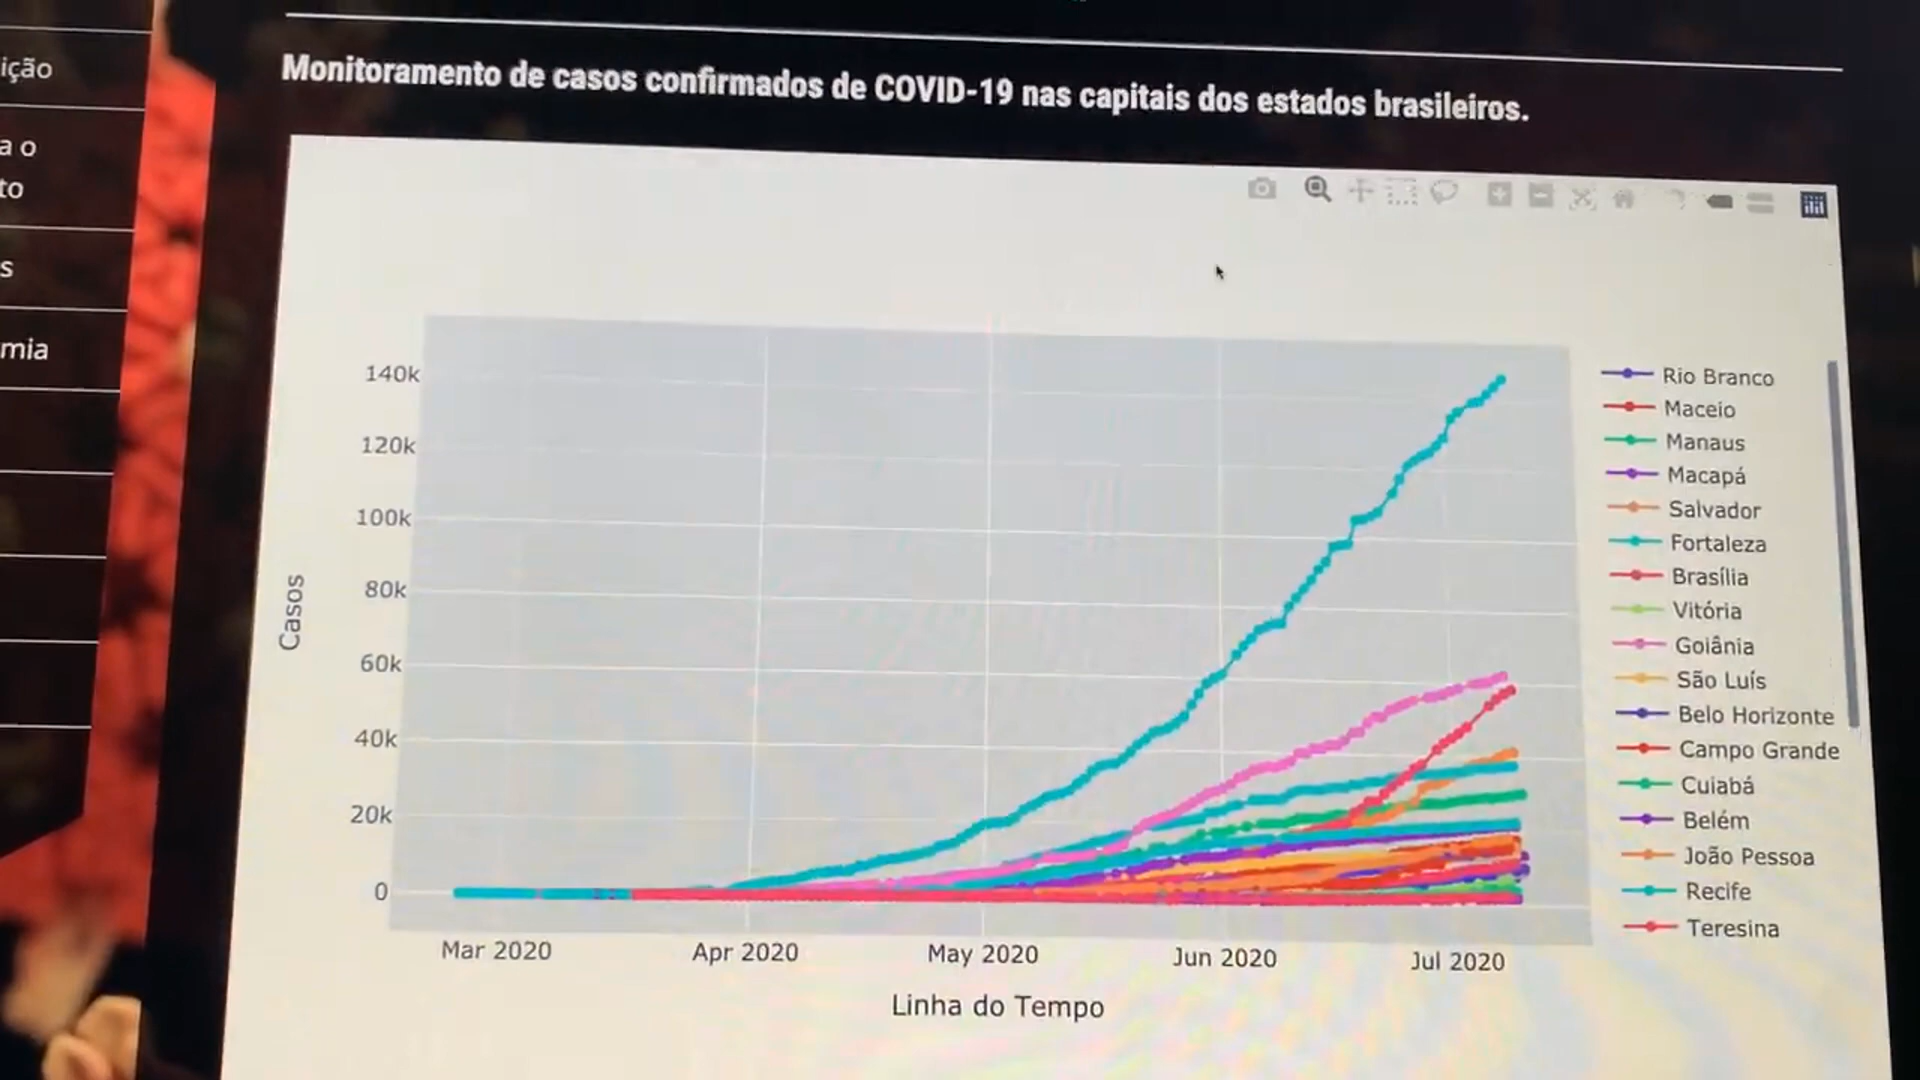 ição
a o
to
s
mia
Monitoramento de casos confirmados de COVID-19 nas capitais dos estados brasileiros.
140k
120k
100k
80k
60k
40k
20k
0
Casos
Mar 2020
Apr 2020
May 2020
Jun 2020
Jul 2020
Linha do Tempo
Rio Branco
Maceio
Manaus
Macapá
Salvador
Fortaleza
Brasília
Vitória
Goiânia
São Luís
Belo Horizonte
Campo Grande
Cuiabá
Belém
João Pessoa
Recife
Teresina